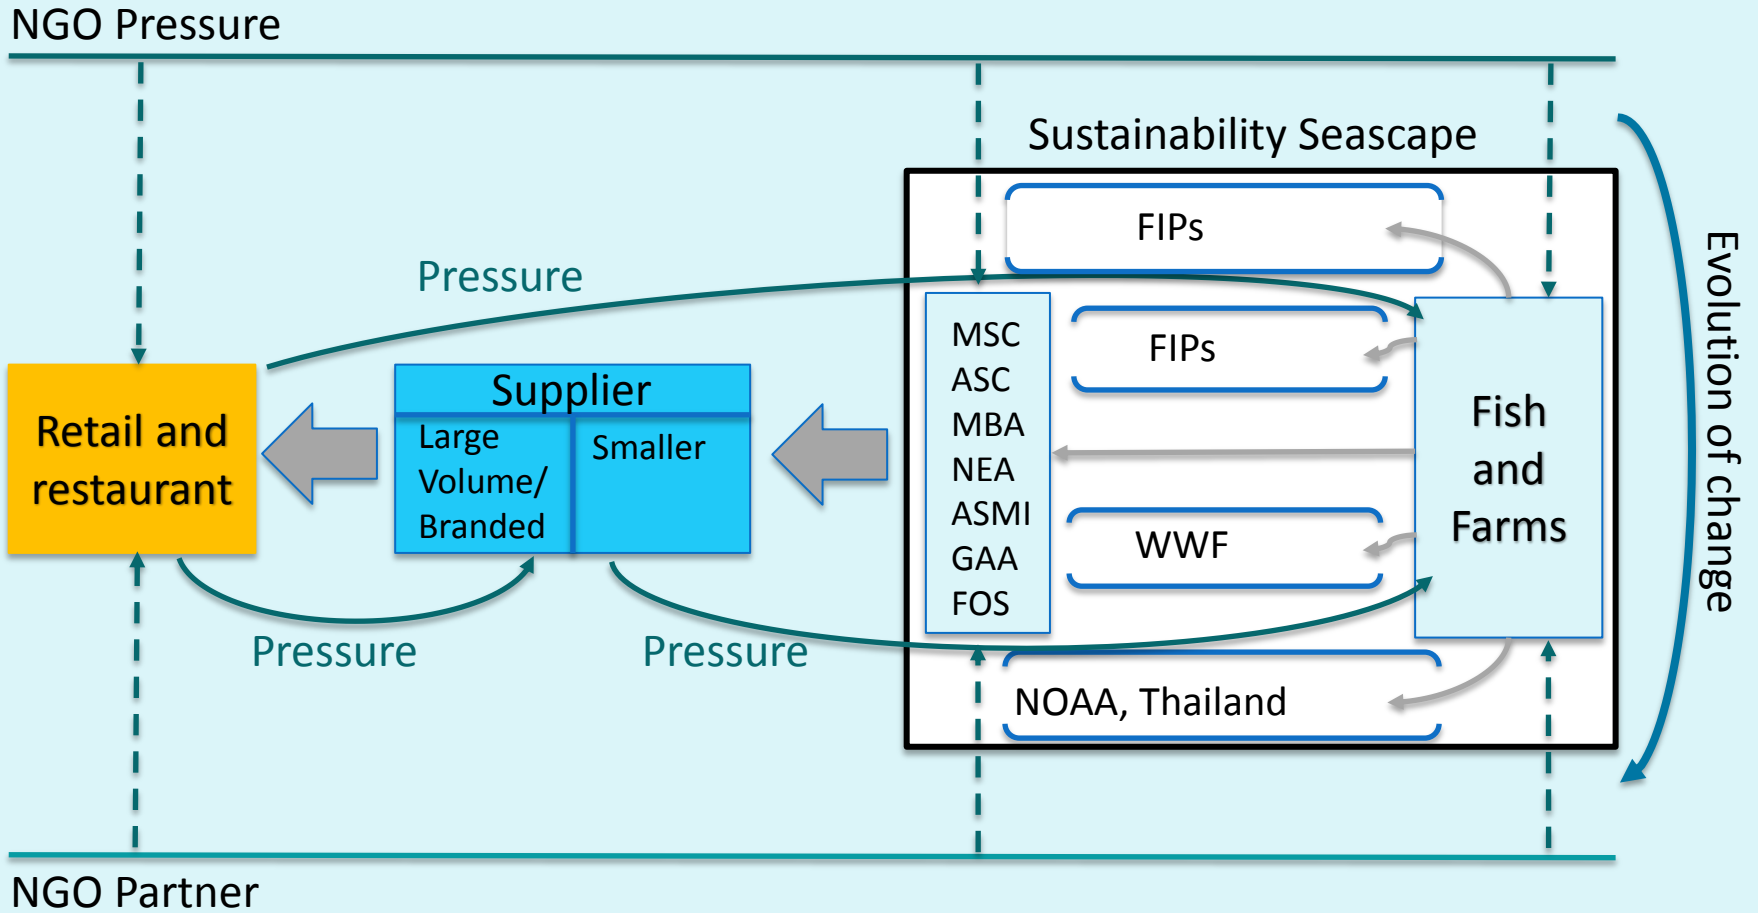 NGO Pressure
Sustainability Seascape
FIPs
Pressure
MSC
ASC
MBA
NEA
ASMI
GAA
FOS
FIPs
WWF
NOAA, Thailand
Fish
and
Farms
Evolution of change
Supplier
Large
Volume/
Branded
Smaller
Retail and
restaurant
Pressure
Pressure
NGO Partner